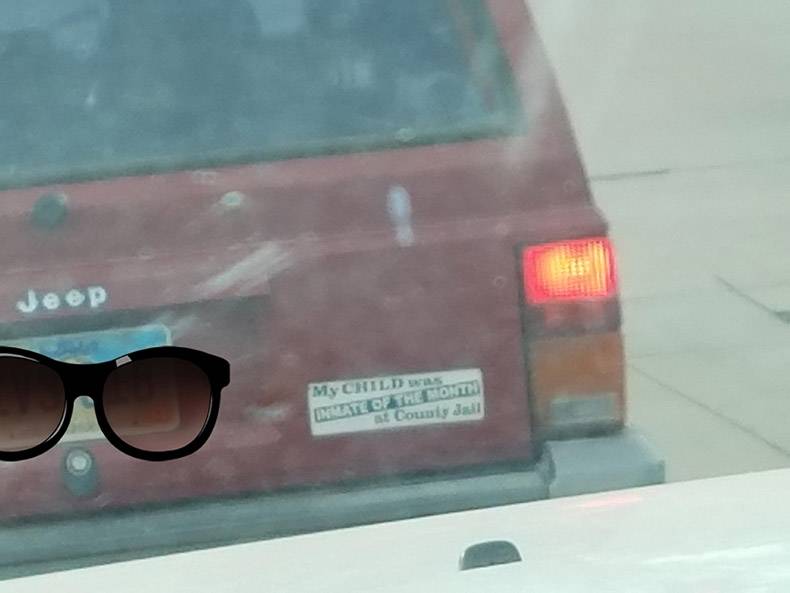 Jeep
My CHILD was
INMATE OF THE MONTH
at County Jail